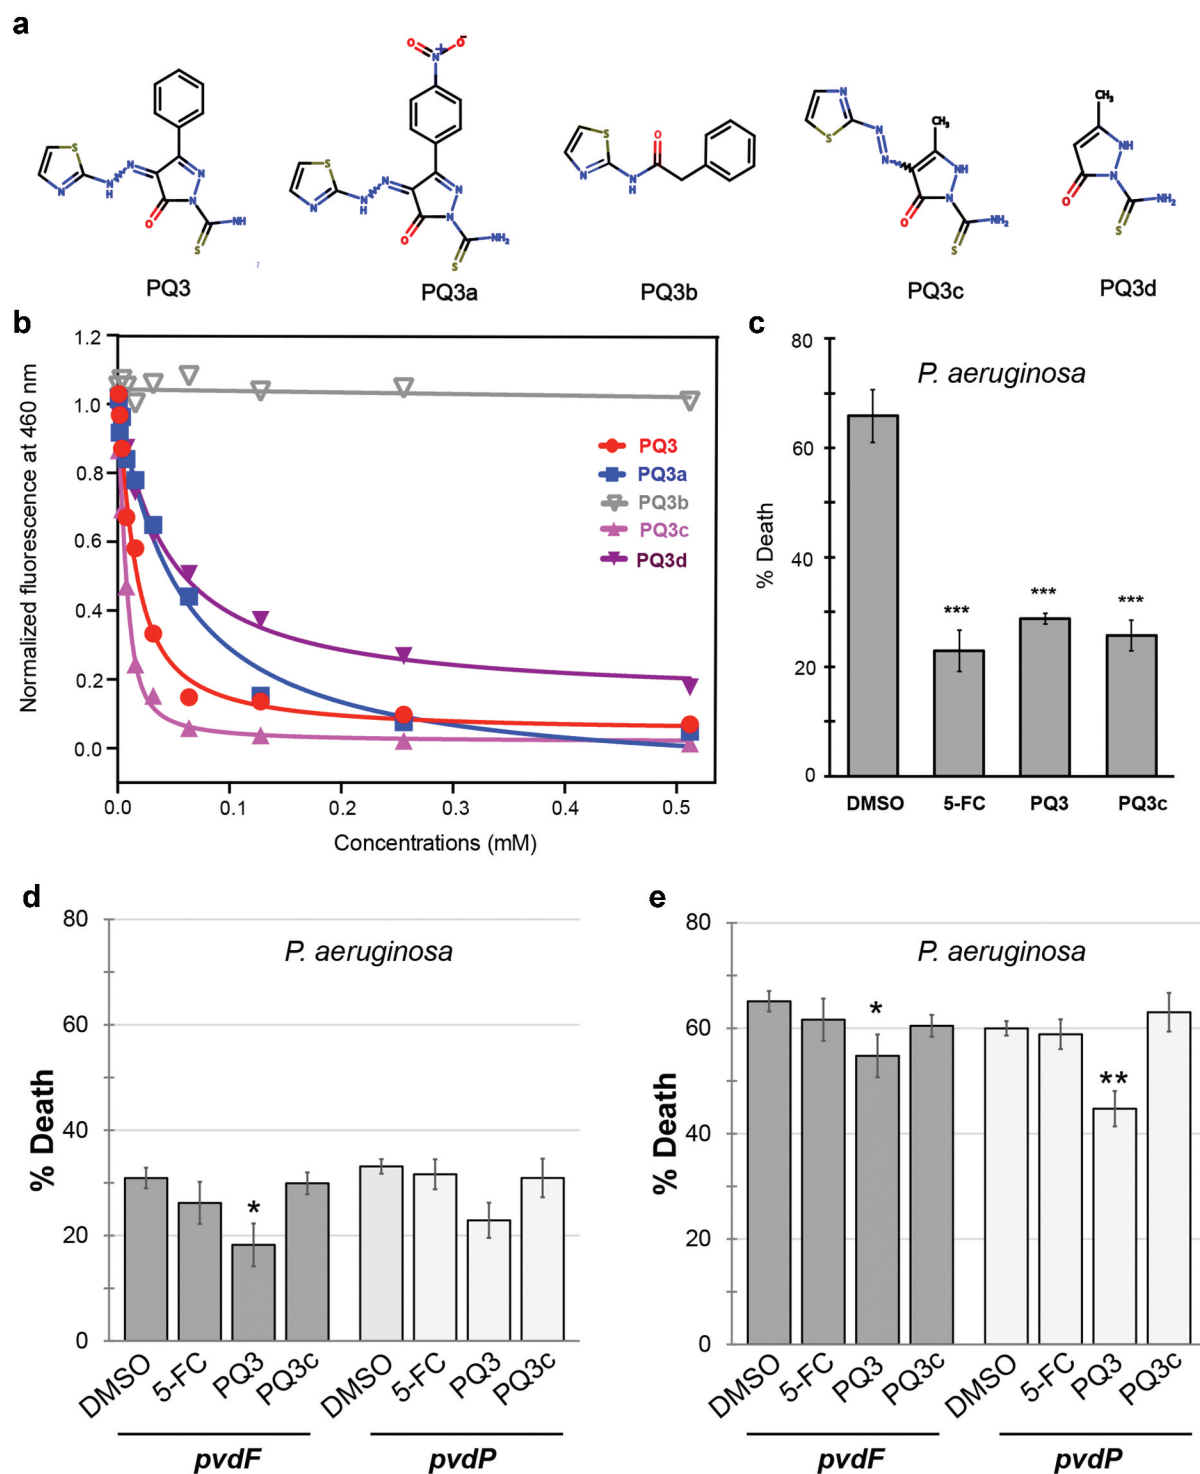 a
PQ3
PQ3a
PQ3b
PQ3c
PQ3d
b
Normalized fluorescence at 460 nm
1.2
1.0
0.8
0.6
0.4
0.2
0.0
PQ3
PQ3a
PQ3b
PQ3c
PQ3d
0.0 0.1 0.2 0.3 0.4 0.5
Concentrations (mM)
c
P. aeruginosa
% Death
80
60
40
20
0
*** *** ***
DMSO 5-FC PQ3 PQ3c
d
P. aeruginosa
% Death
80
60
40
20
0
*
DMSO 5-FC PQ3 PQ3c DMSO 5-FC PQ3 PQ3c
pvdF pvdP
e
P. aeruginosa
% Death
80
60
40
20
0
* **
DMSO 5-FC PQ3 PQ3c DMSO 5-FC PQ3 PQ3c
pvdF pvdP